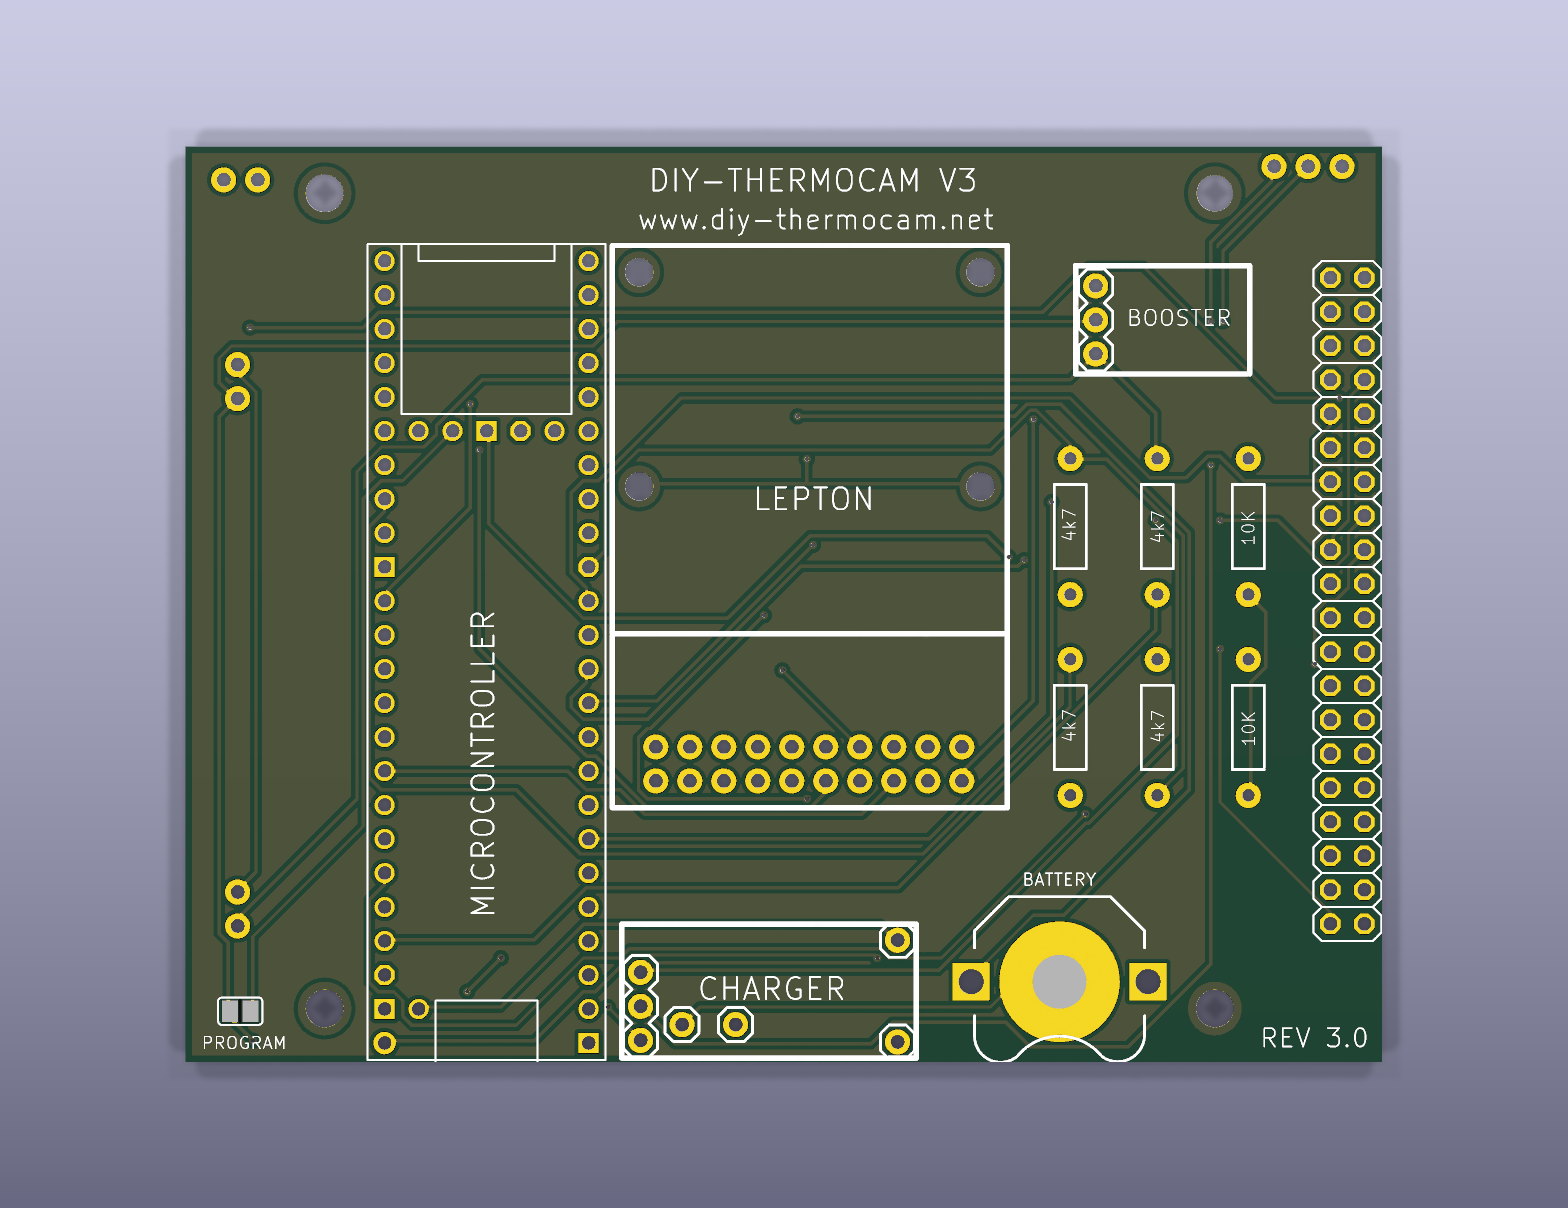 DIY-THERMOCAM V3
www.diy-thermocam.net
BOOSTER
LEPTON
4k7
4k7
10K
MICROCONTROLLER
4k7
4k7
10K
BATTERY
CHARGER
PROGRAM
REV 3.0